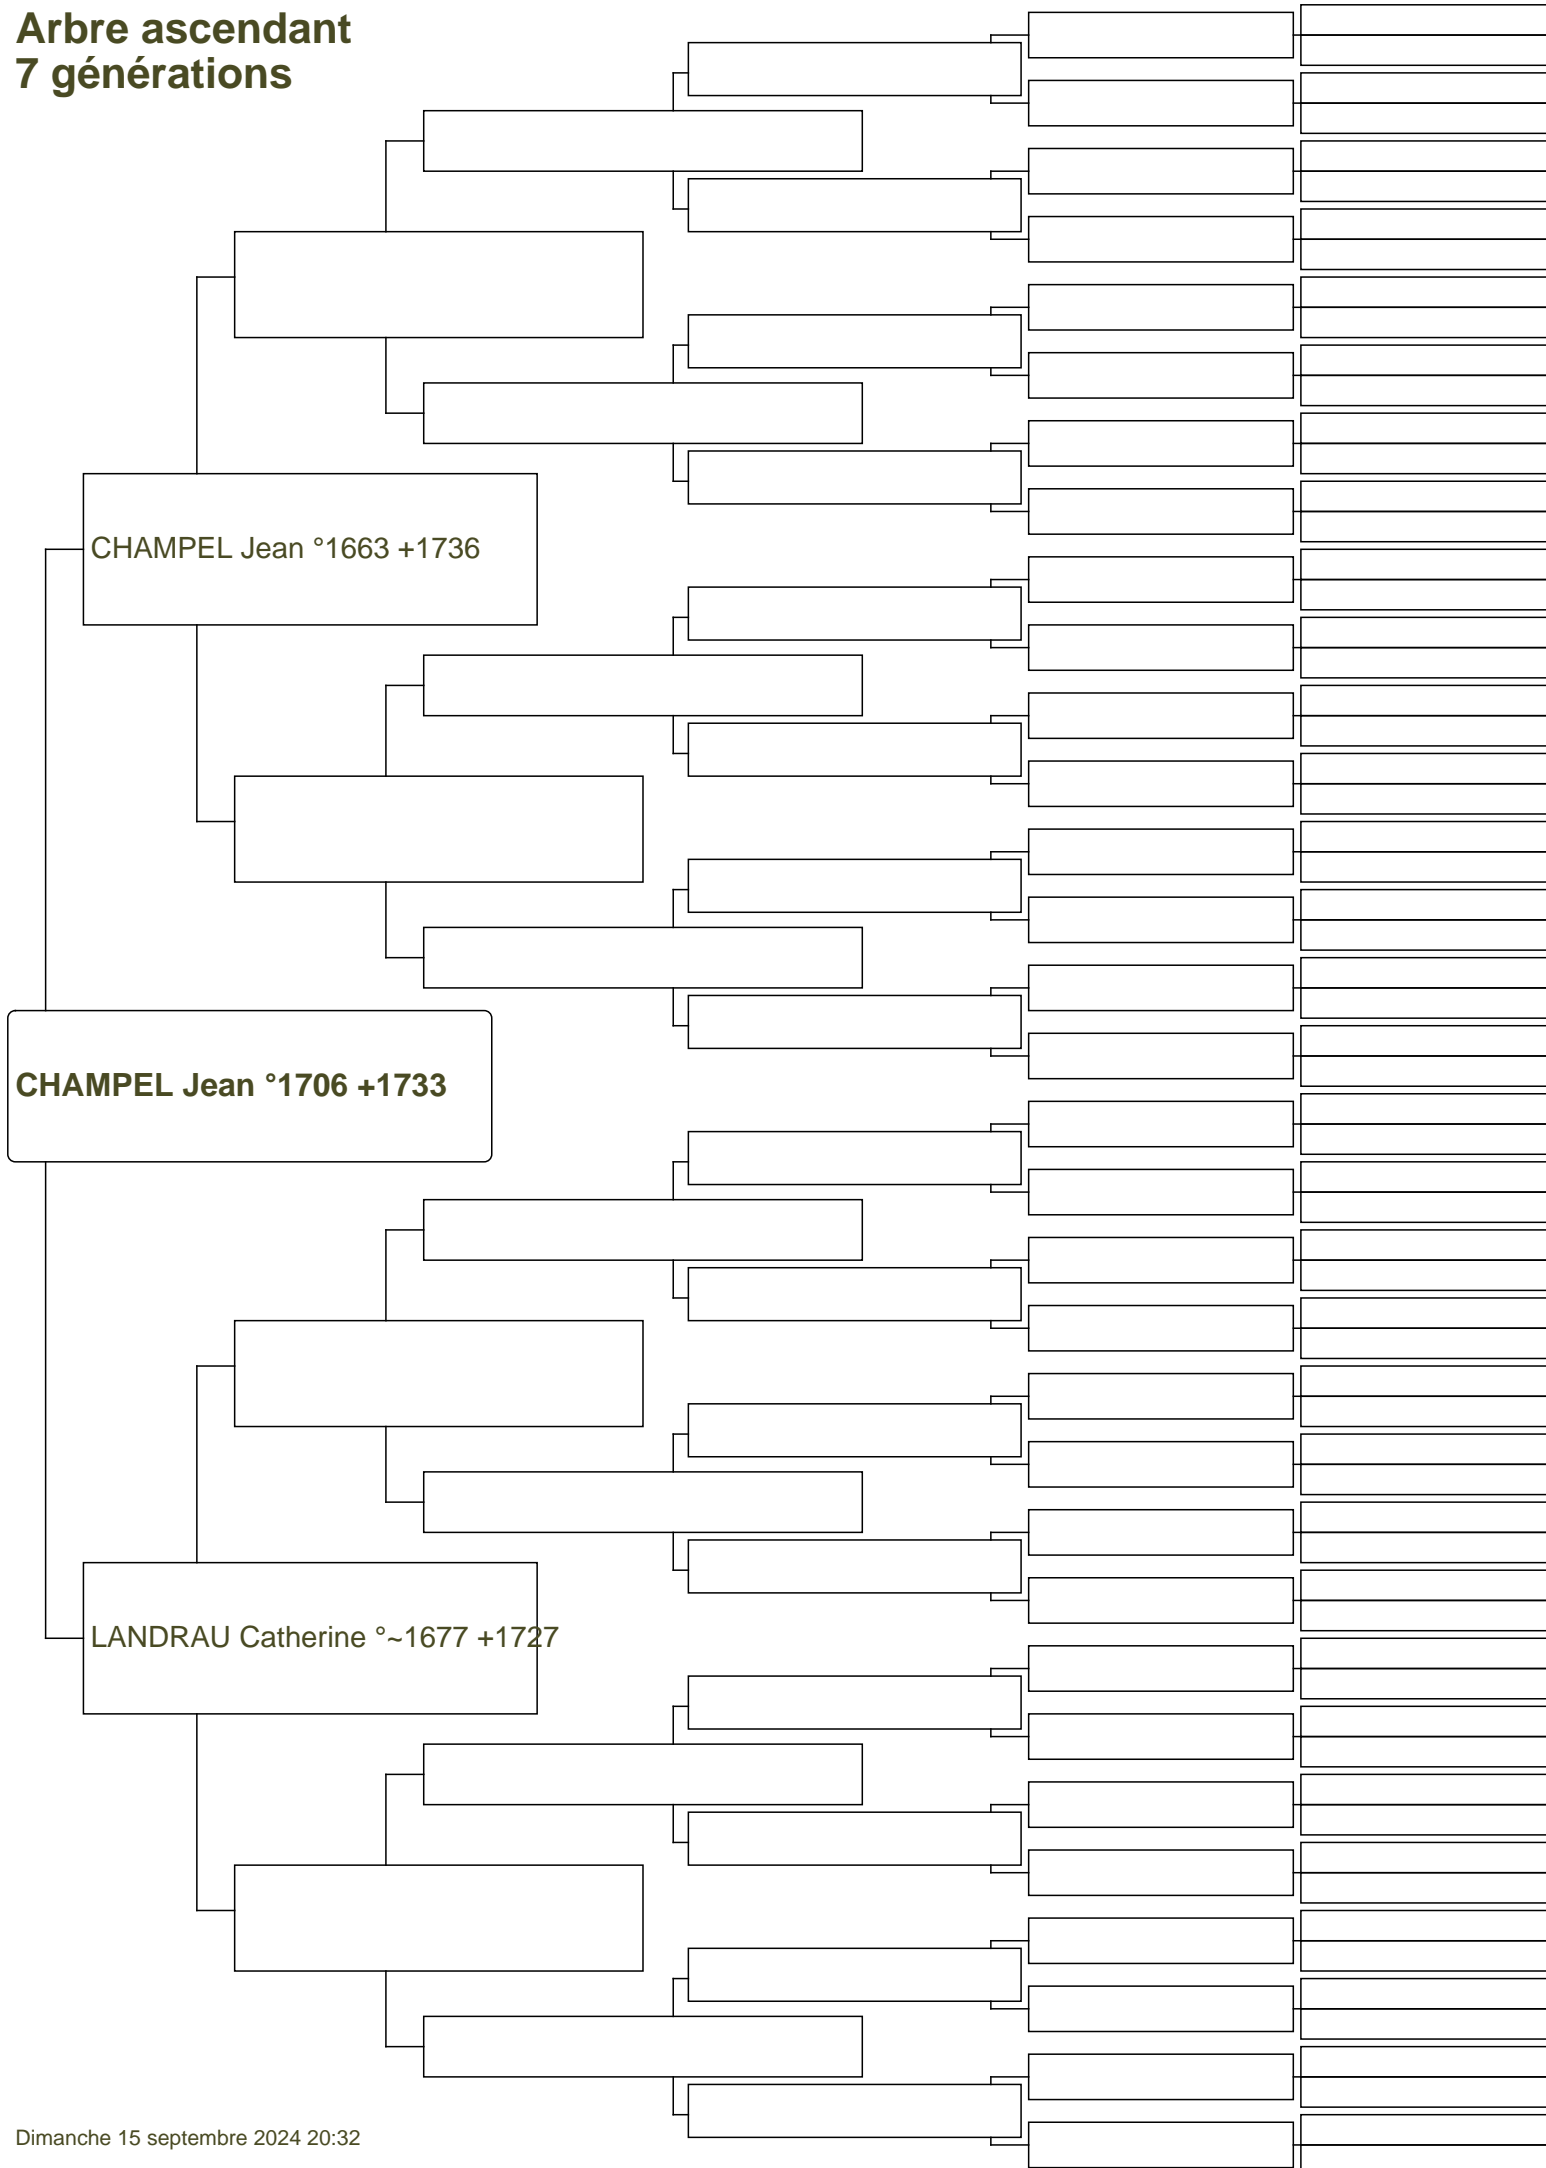 Arbre ascendant
7 générations
CHAMPEL Jean °1663 +1736
CHAMPEL Jean °1706 +1733
LANDRAU Catherine °~1677 +1727
Dimanche 15 septembre 2024 20:32